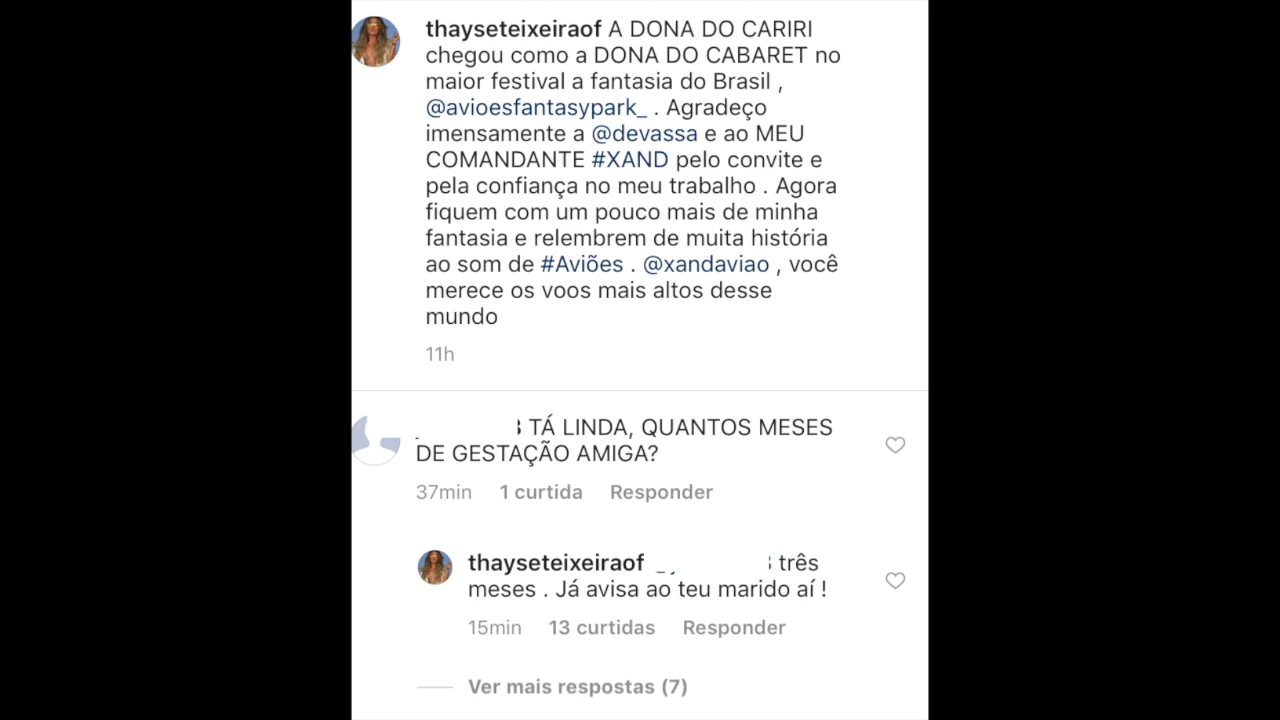 thayseteixeiraof A DONA DO CARIRI
chegou como a DONA DO CABARET no
maior festival a fantasia do Brasil ,
@avioesfantasypark_ . Agradeço
imensamente a @devassa e ao MEU
COMANDANTE #XAND pelo convite e
pela confiança no meu trabalho . Agora
fiquem com um pouco mais de minha
fantasia e relembrem de muita história
ao som de #Aviões . @xandaviao , você
merece os voos mais altos desse
mundo
11h
TÁ LINDA, QUANTOS MESES
DE GESTAÇÃO AMIGA?
37min 1 curtida Responder
thayseteixeiraof três
meses . Já avisa ao teu marido aí !
15min 13 curtidas Responder
Ver mais respostas (7)